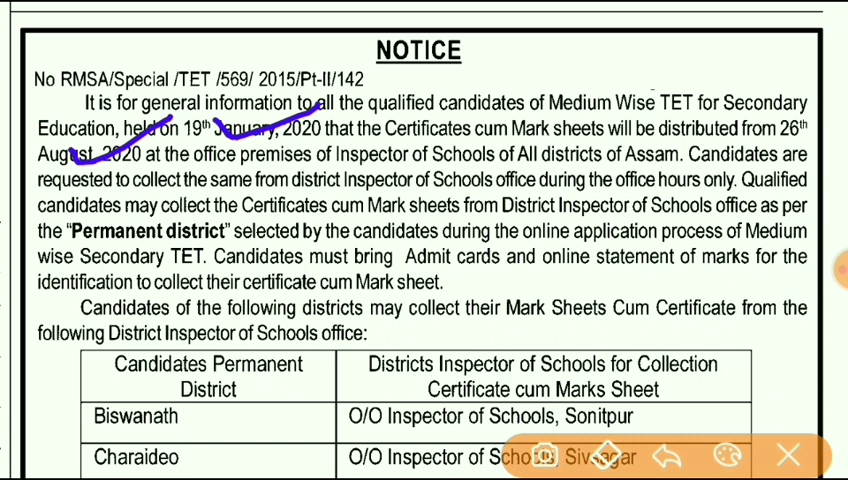 NOTICE
No RMSA/Special /TET /569/ 2015/Pt-II/142
It is for general information to all the qualified candidates of Medium Wise TET for Secondary
Education, held on 19th January, 2020 that the Certificates cum Mark sheets will be distributed from 26th
August, 2020 at the office premises of Inspector of Schools of All districts of Assam. Candidates are
requested to collect the same from district Inspector of Schools office during the office hours only. Qualified
candidates may collect the Certificates cum Mark sheets from District Inspector of Schools office as per
the "Permanent district" selected by the candidates during the online application process of Medium
wise Secondary TET. Candidates must bring Admit cards and online statement of marks for the
identification to collect their certificate cum Mark sheet.
Candidates of the following districts may collect their Mark Sheets Cum Certificate from the
following District Inspector of Schools office:
Candidates Permanent District
Districts Inspector of Schools for Collection Certificate cum Marks Sheet
Biswanath O/O Inspector of Schools, Sonitpur
Charaideo O/O Inspector of Schools, Sivsagar